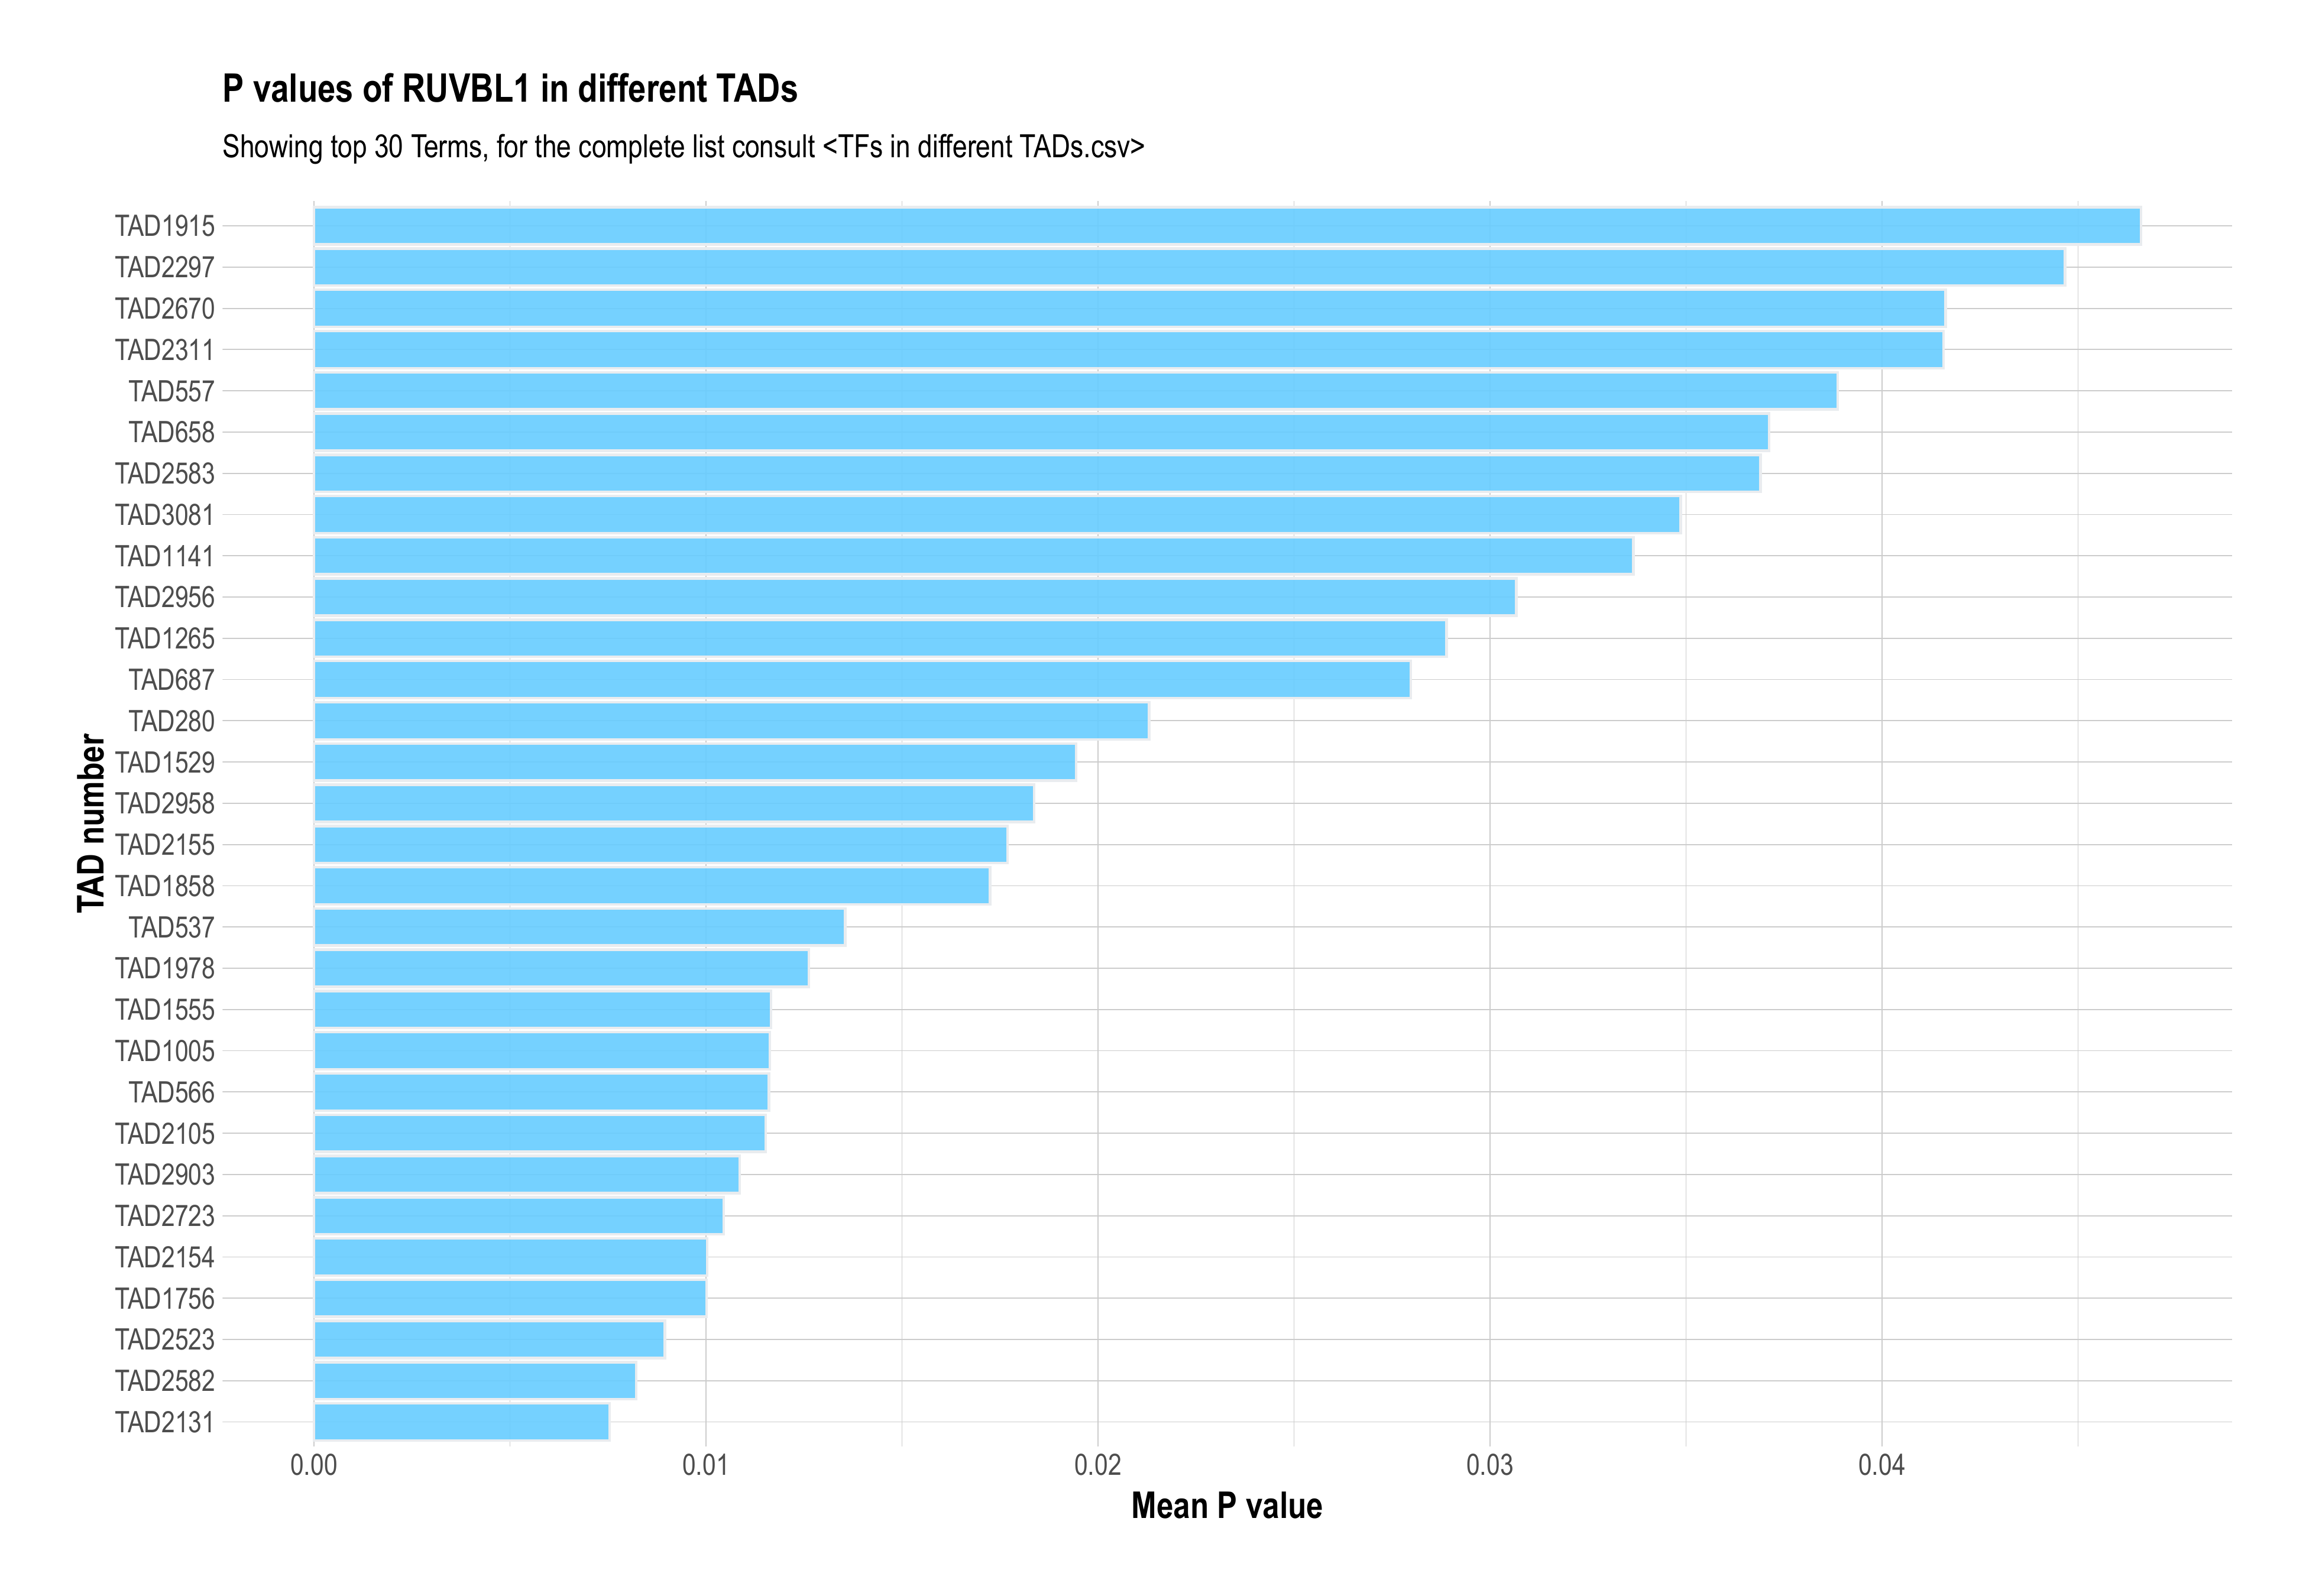 P values of RUVBL1 in different TADs
Showing top 30 Terms, for the complete list consult <TFs in different TADs.csv>
TAD number
TAD1915
TAD2297
TAD2670
TAD2311
TAD557
TAD658
TAD2583
TAD3081
TAD1141
TAD2956
TAD1265
TAD687
TAD280
TAD1529
TAD2958
TAD2155
TAD1858
TAD537
TAD1978
TAD1555
TAD1005
TAD566
TAD2105
TAD2903
TAD2723
TAD2154
TAD1756
TAD2523
TAD2582
TAD2131
0.00 0.01 0.02 0.03 0.04
Mean P value